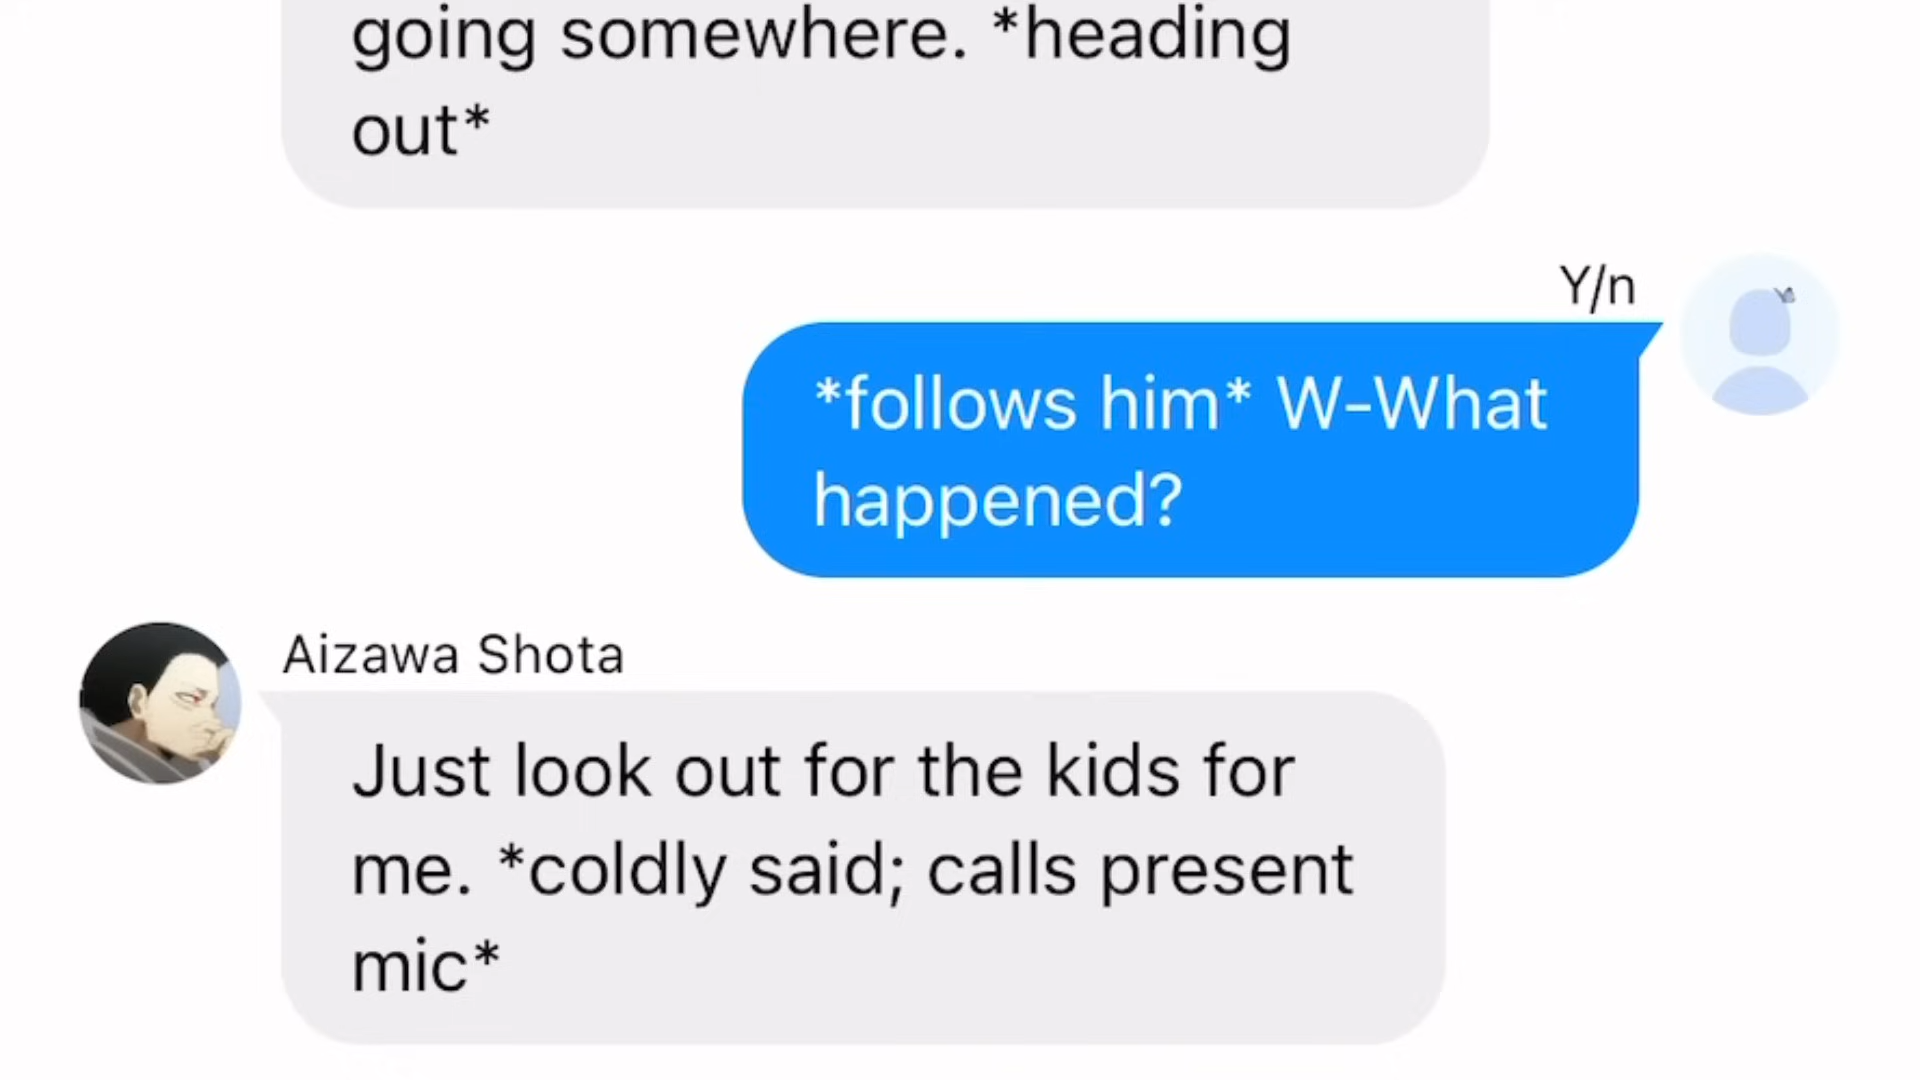 going somewhere. *heading
out*
Y/n
*follows him* W-What
happened?
Aizawa Shota
Just look out for the kids for
me. *coldly said; calls present
mic*